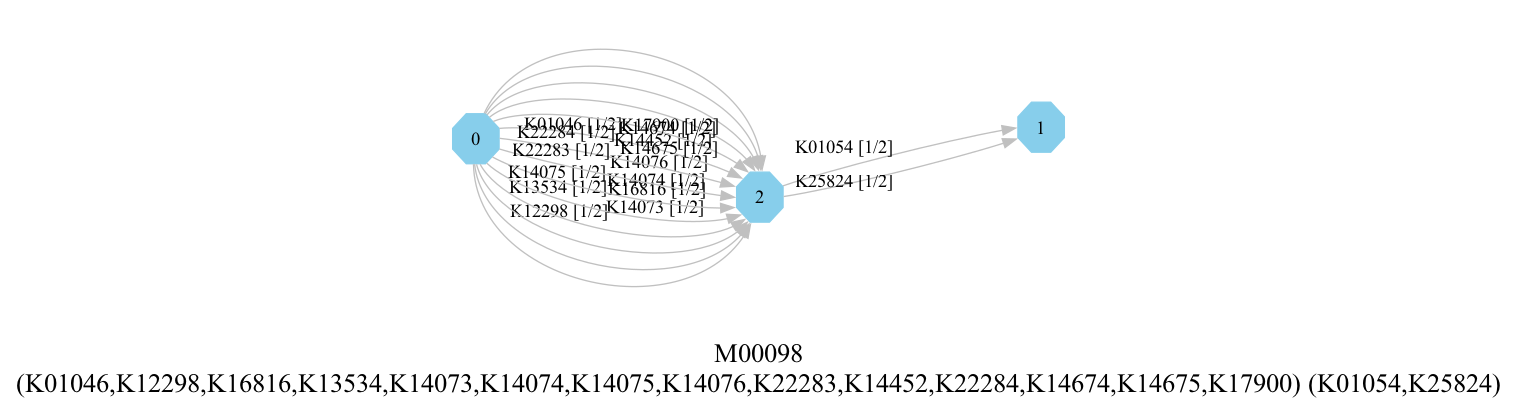 K01046 [1/2]
K17900 [1/2]
K22284 [1/2]
K14674 [1/2]
K14452 [1/2]
K22283 [1/2]
K14675 [1/2]
K14076 [1/2]
K14075 [1/2]
K14074 [1/2]
K13534 [1/2]
K16816 [1/2]
K12298 [1/2]
K14073 [1/2]
0
2
K01054 [1/2]
K25824 [1/2]
1
M00098
(K01046,K12298,K16816,K13534,K14073,K14074,K14075,K14076,K22283,K14452,K22284,K14674,K14675,K17900) (K01054,K25824)